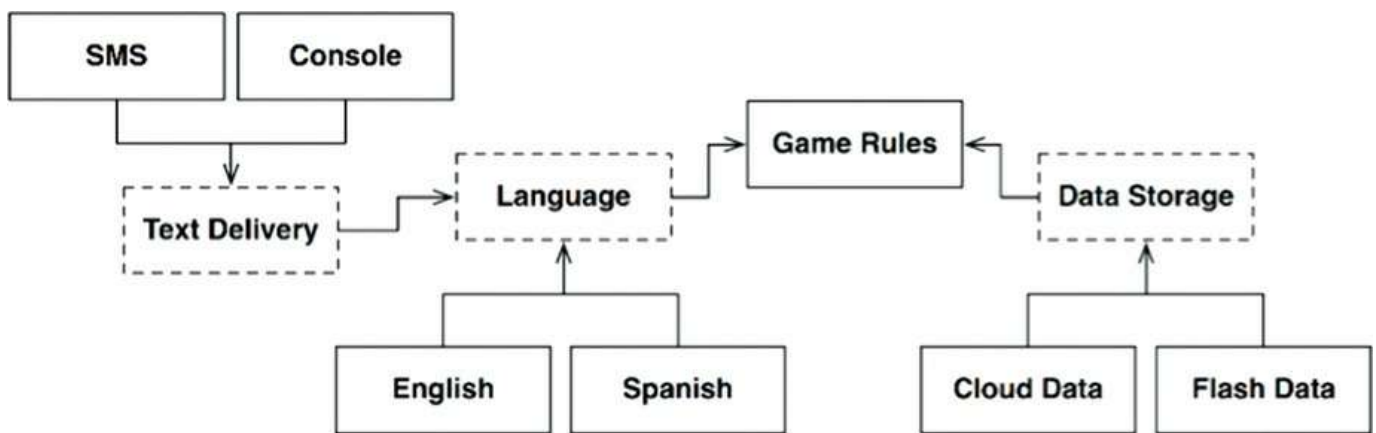 SMS
Console
Game Rules
Language
Data Storage
Text Delivery
English
Spanish
Cloud Data
Flash Data